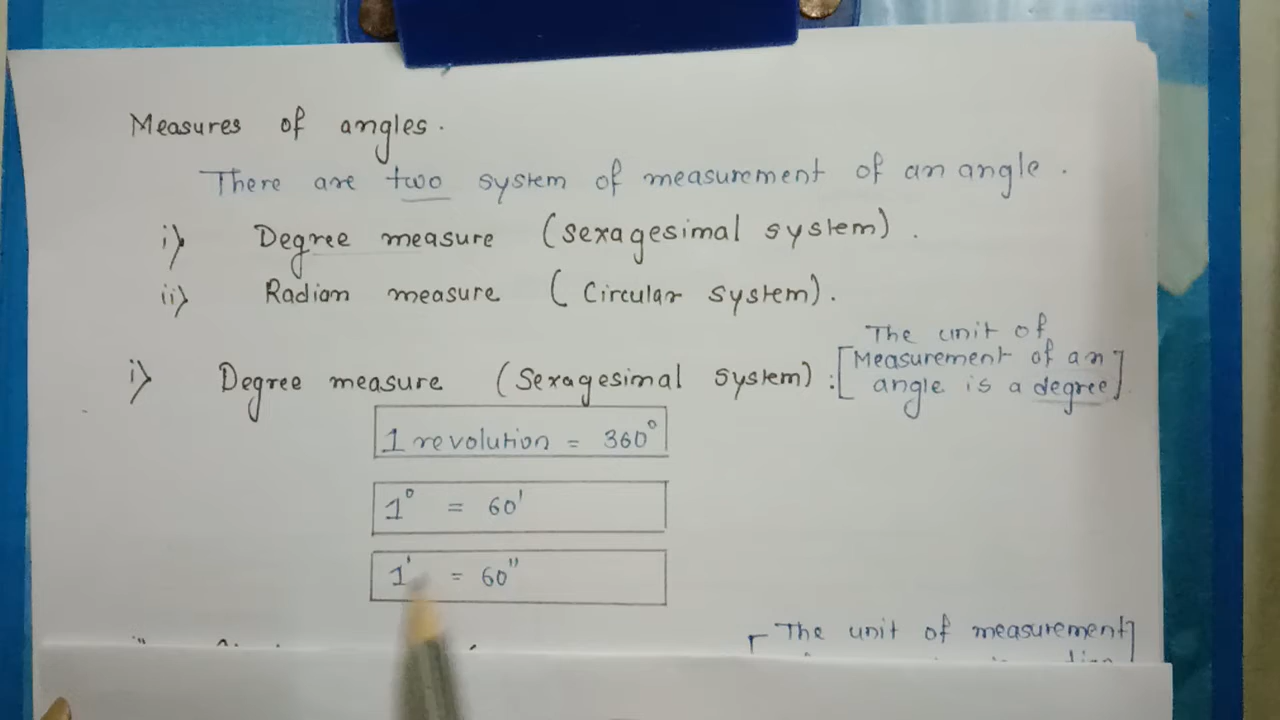 Measures of angles.
There are two system of measurement of an angle.
i) Degree measure (sexagesimal system).
ii) Radian measure (Circular system).
i) Degree measure (Sexagesimal system) : [The unit of
Measurement of an
angle is a degree]
1 revolution = 360°
1° = 60'
1' = 60"
[The unit of measurement]